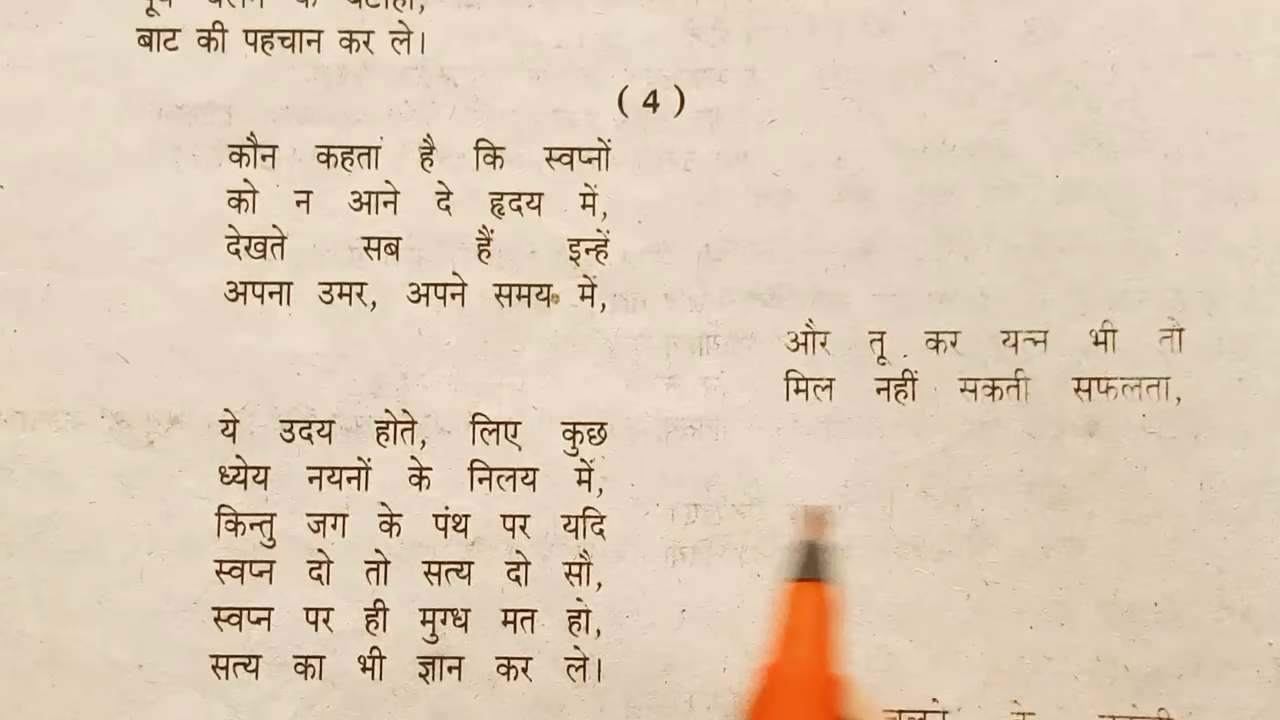 बाट की पहचान कर ले।
( 4 )
कौन कहतां है कि स्वप्नों
को न आने दे हृदय में,
देखते सब हैं इन्हें
अपना उमर, अपने समय में,
और तू कर यत्न भी तो
मिल नहीं सकती सफलता,
ये उदय होते, लिए कुछ
ध्येय नयनों के निलय में,
किन्तु जग के पंथ पर यदि
स्वप्न दो तो सत्य दो सौ,
स्वप्न पर ही मुग्ध मत हो,
सत्य का भी ज्ञान कर ले।